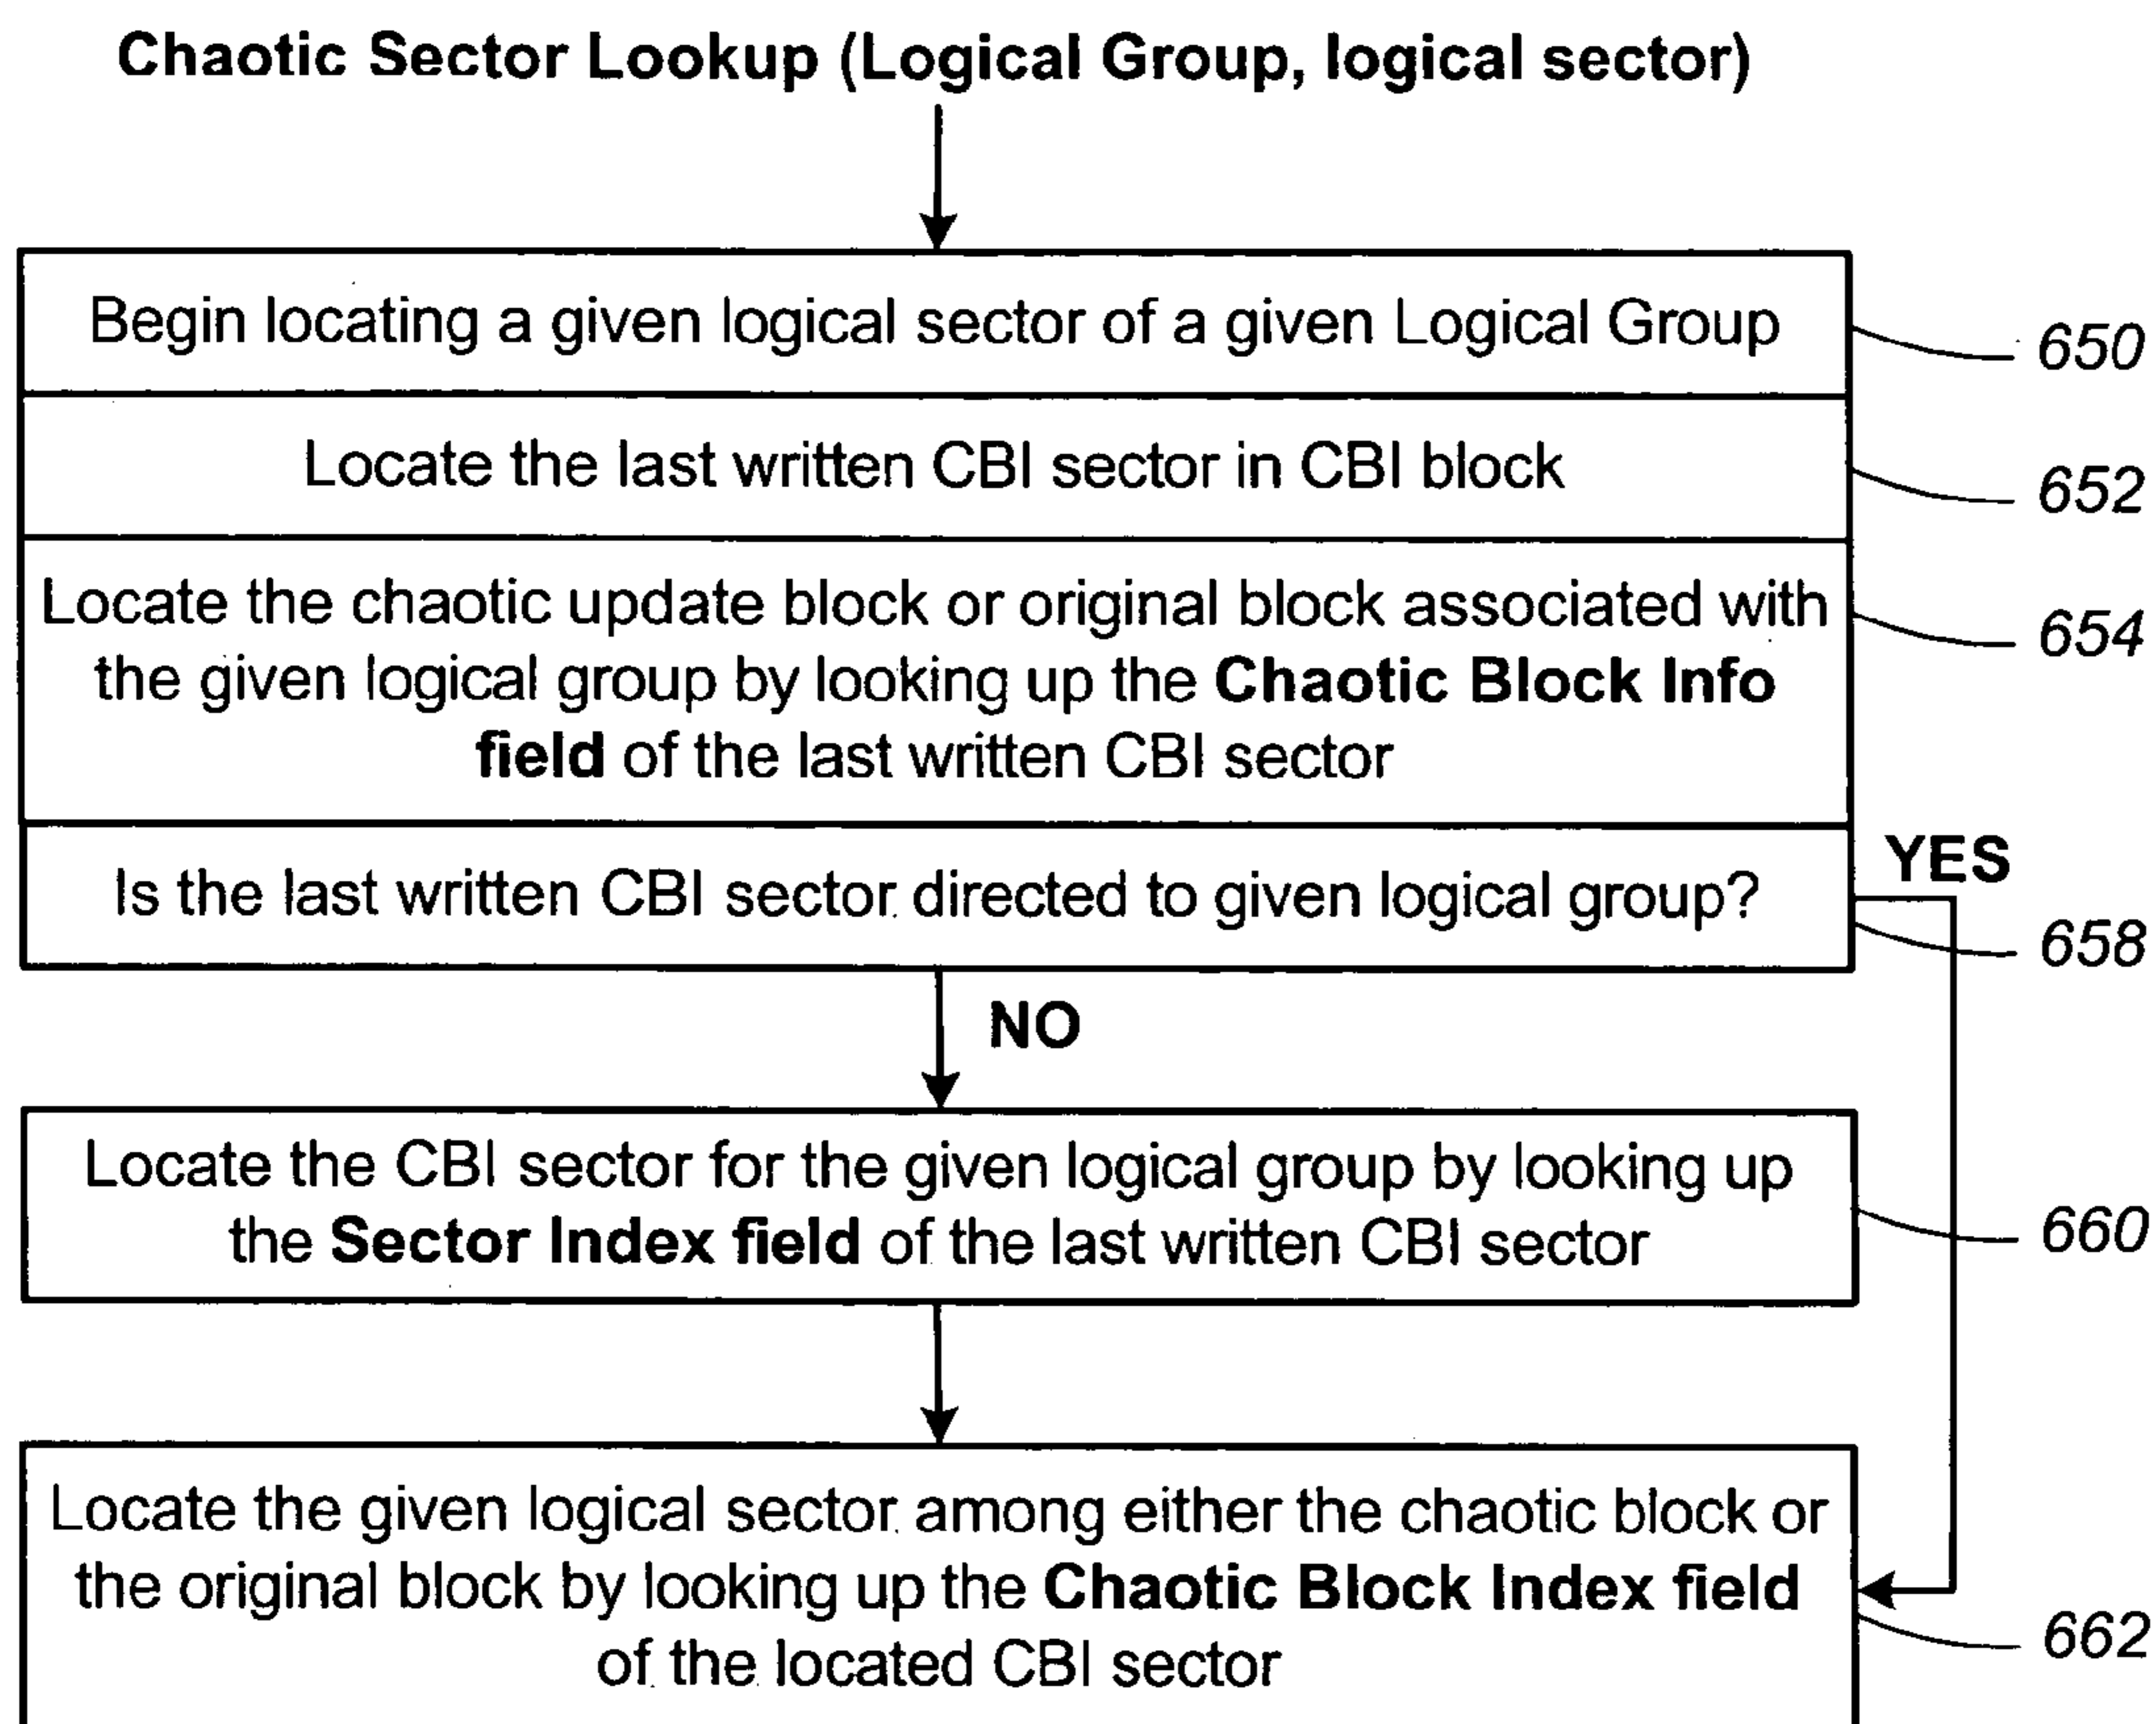 Chaotic Sector Lookup (Logical Group, logical sector)
Begin locating a given logical sector of a given Logical Group
650
Locate the last written CBI sector in CBI block
652
Locate the chaotic update block or original block associated with
the given logical group by looking up the Chaotic Block Info
field of the last written CBI sector
654
Is the last written CBI sector directed to given logical group?
YES
658
NO
Locate the CBI sector for the given logical group by looking up
the Sector Index field of the last written CBI sector
660
Locate the given logical sector among either the chaotic block or
the original block by looking up the Chaotic Block Index field
of the located CBI sector
662